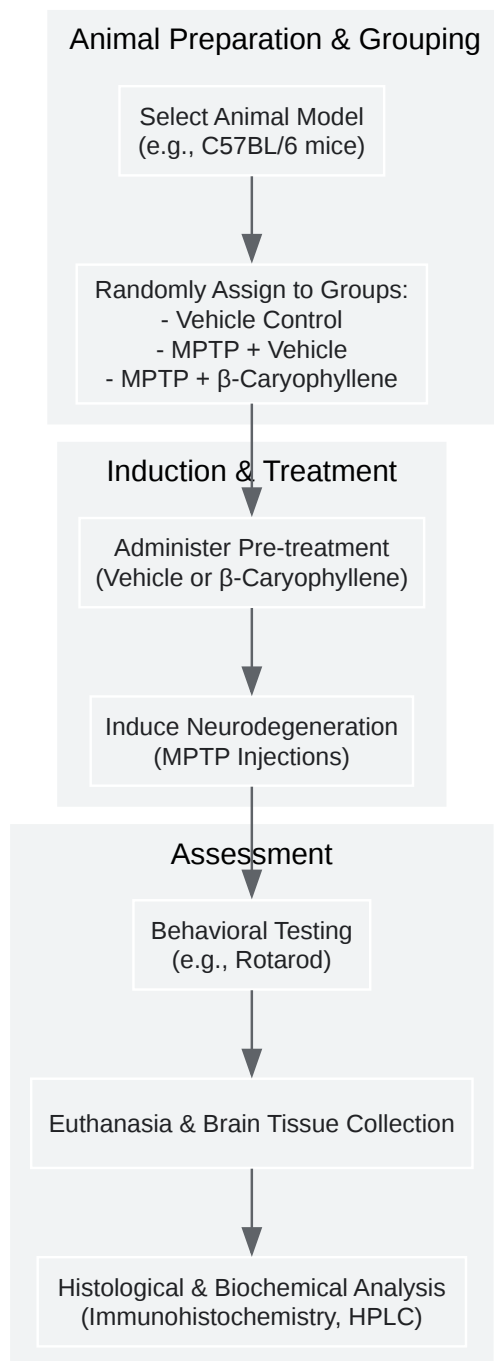 Animal Preparation & Grouping
Select Animal Model
(e.g., C57BL/6 mice)
Randomly Assign to Groups:
- Vehicle Control
- MPTP + Vehicle
- MPTP + β-Caryophyllene
Induction & Treatment
Administer Pre-treatment
(Vehicle or β-Caryophyllene)
Induce Neurodegeneration
(MPTP Injections)
Assessment
Behavioral Testing
(e.g., Rotarod)
Euthanasia & Brain Tissue Collection
Histological & Biochemical Analysis
(Immunohistochemistry, HPLC)